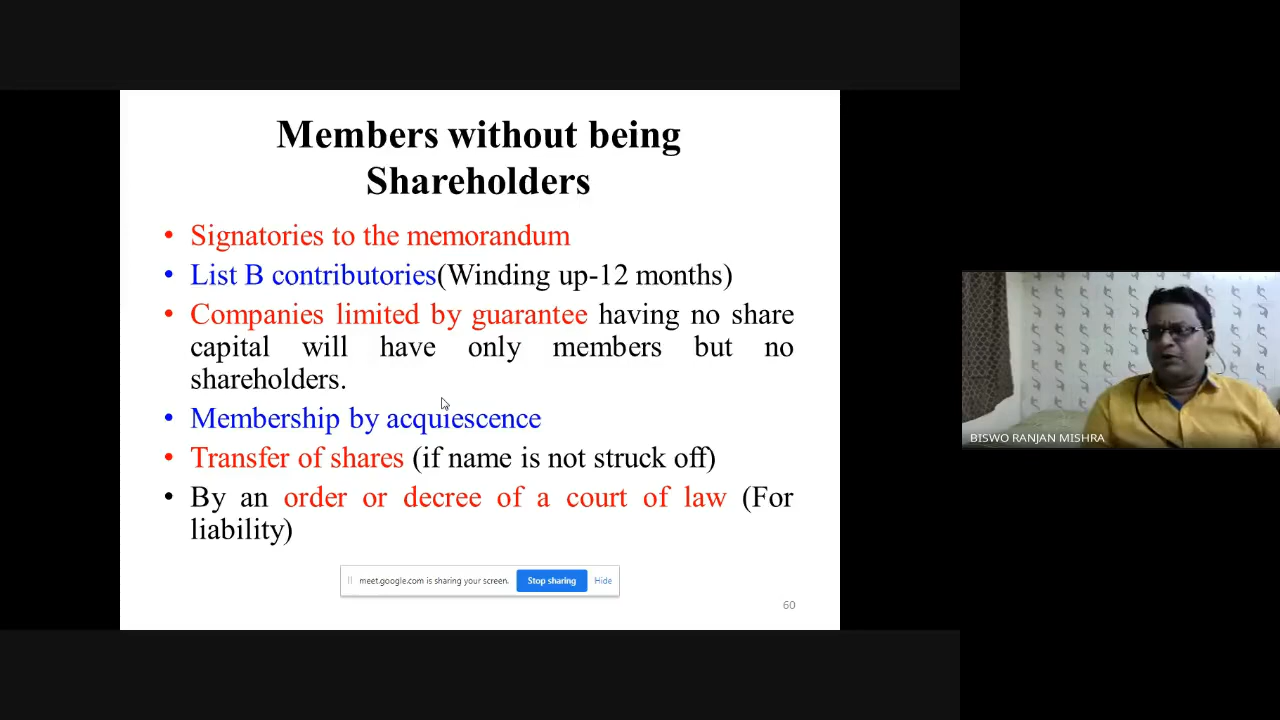 Members without being
Shareholders
• Signatories to the memorandum
• List B contributories(Winding up-12 months)
• Companies limited by guarantee having no share
capital will have only members but no
shareholders.
• Membership by acquiescence
• Transfer of shares (if name is not struck off)
• By an order or decree of a court of law (For
liability)
meet.google.com is sharing your screen. Stop sharing Hide
60
BISWO RANJAN MISHRA